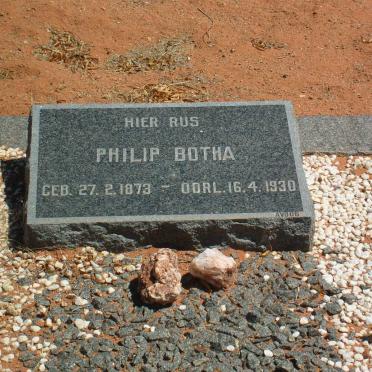 HIER RUS
PHILIP BOTHA
GEB. 27. 2. 1873 - OORL. 16. 4. 1930